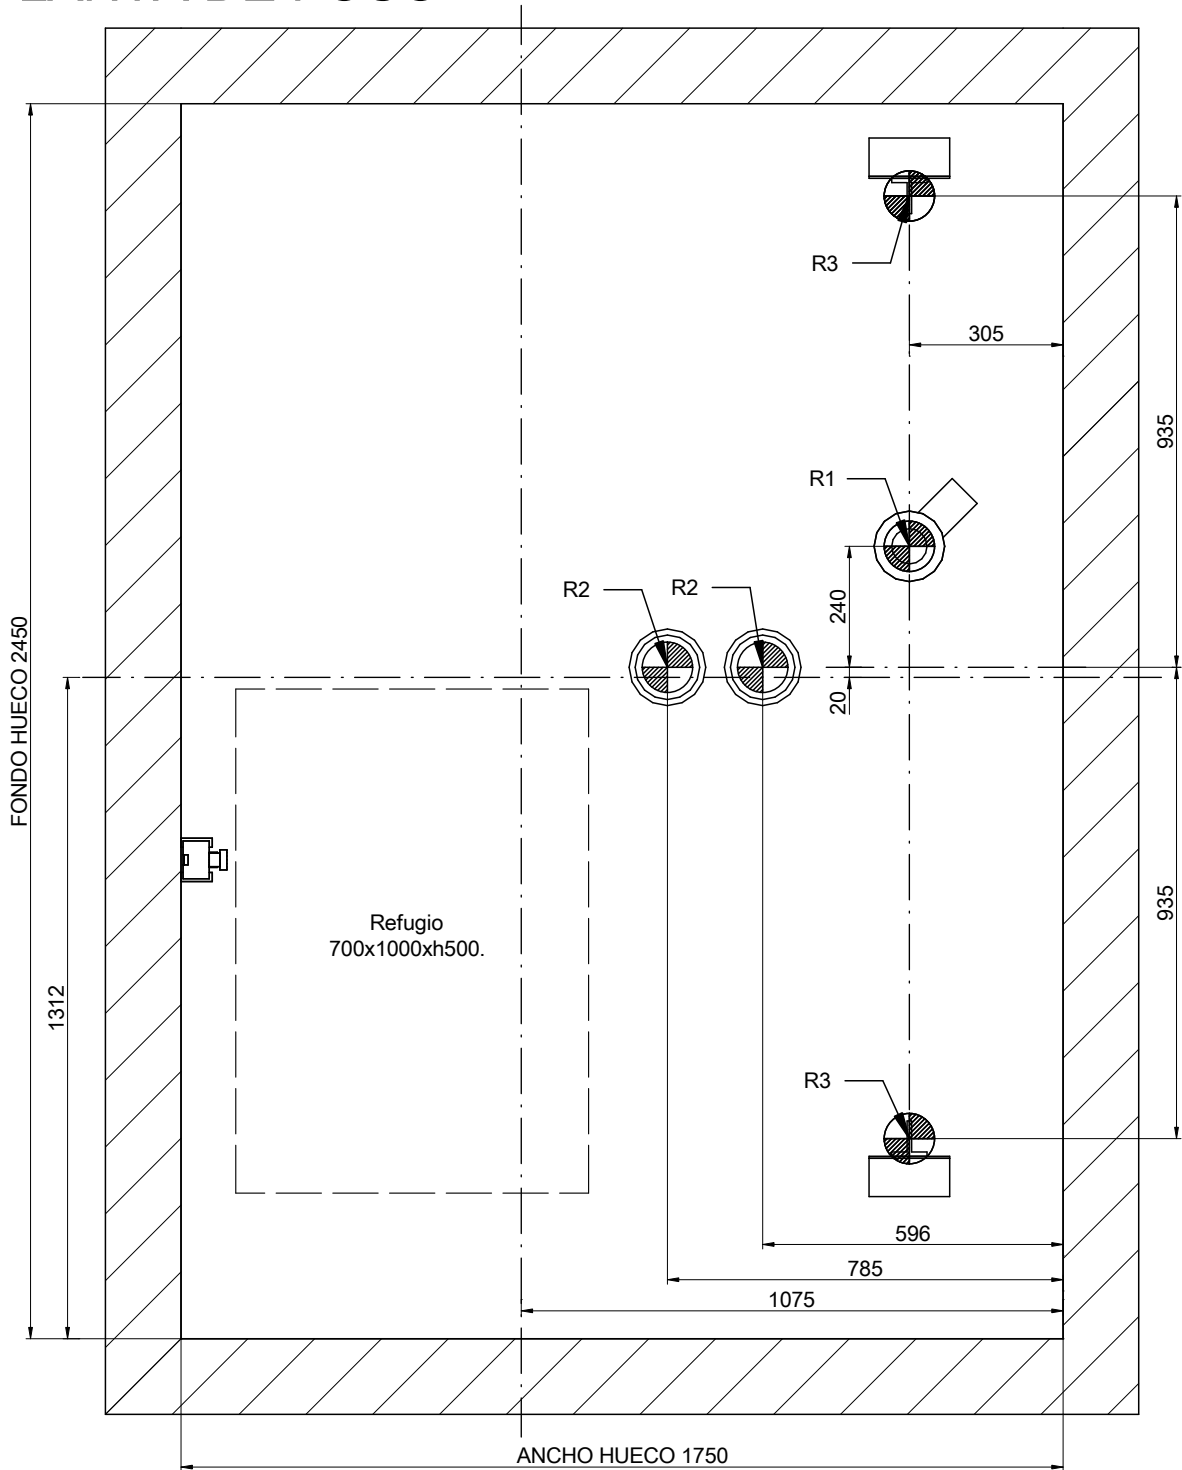 R3
305
935
R1
240
R2
R2
20
FONDO HUECO 2450
935
Refugio
700x1000xh500.
1312
R3
596
785
1075
ANCHO HUECO 1750